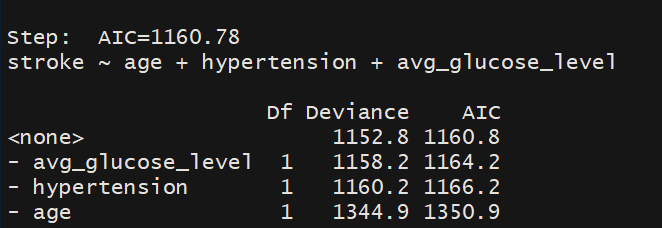 Step:  AIC=1160.78
stroke ~ age + hypertension + avg_glucose_level

                    Df Deviance    AIC
<none>                   1152.8 1160.8
- avg_glucose_level  1   1158.2 1164.2
- hypertension       1   1160.2 1166.2
- age                1   1344.9 1350.9